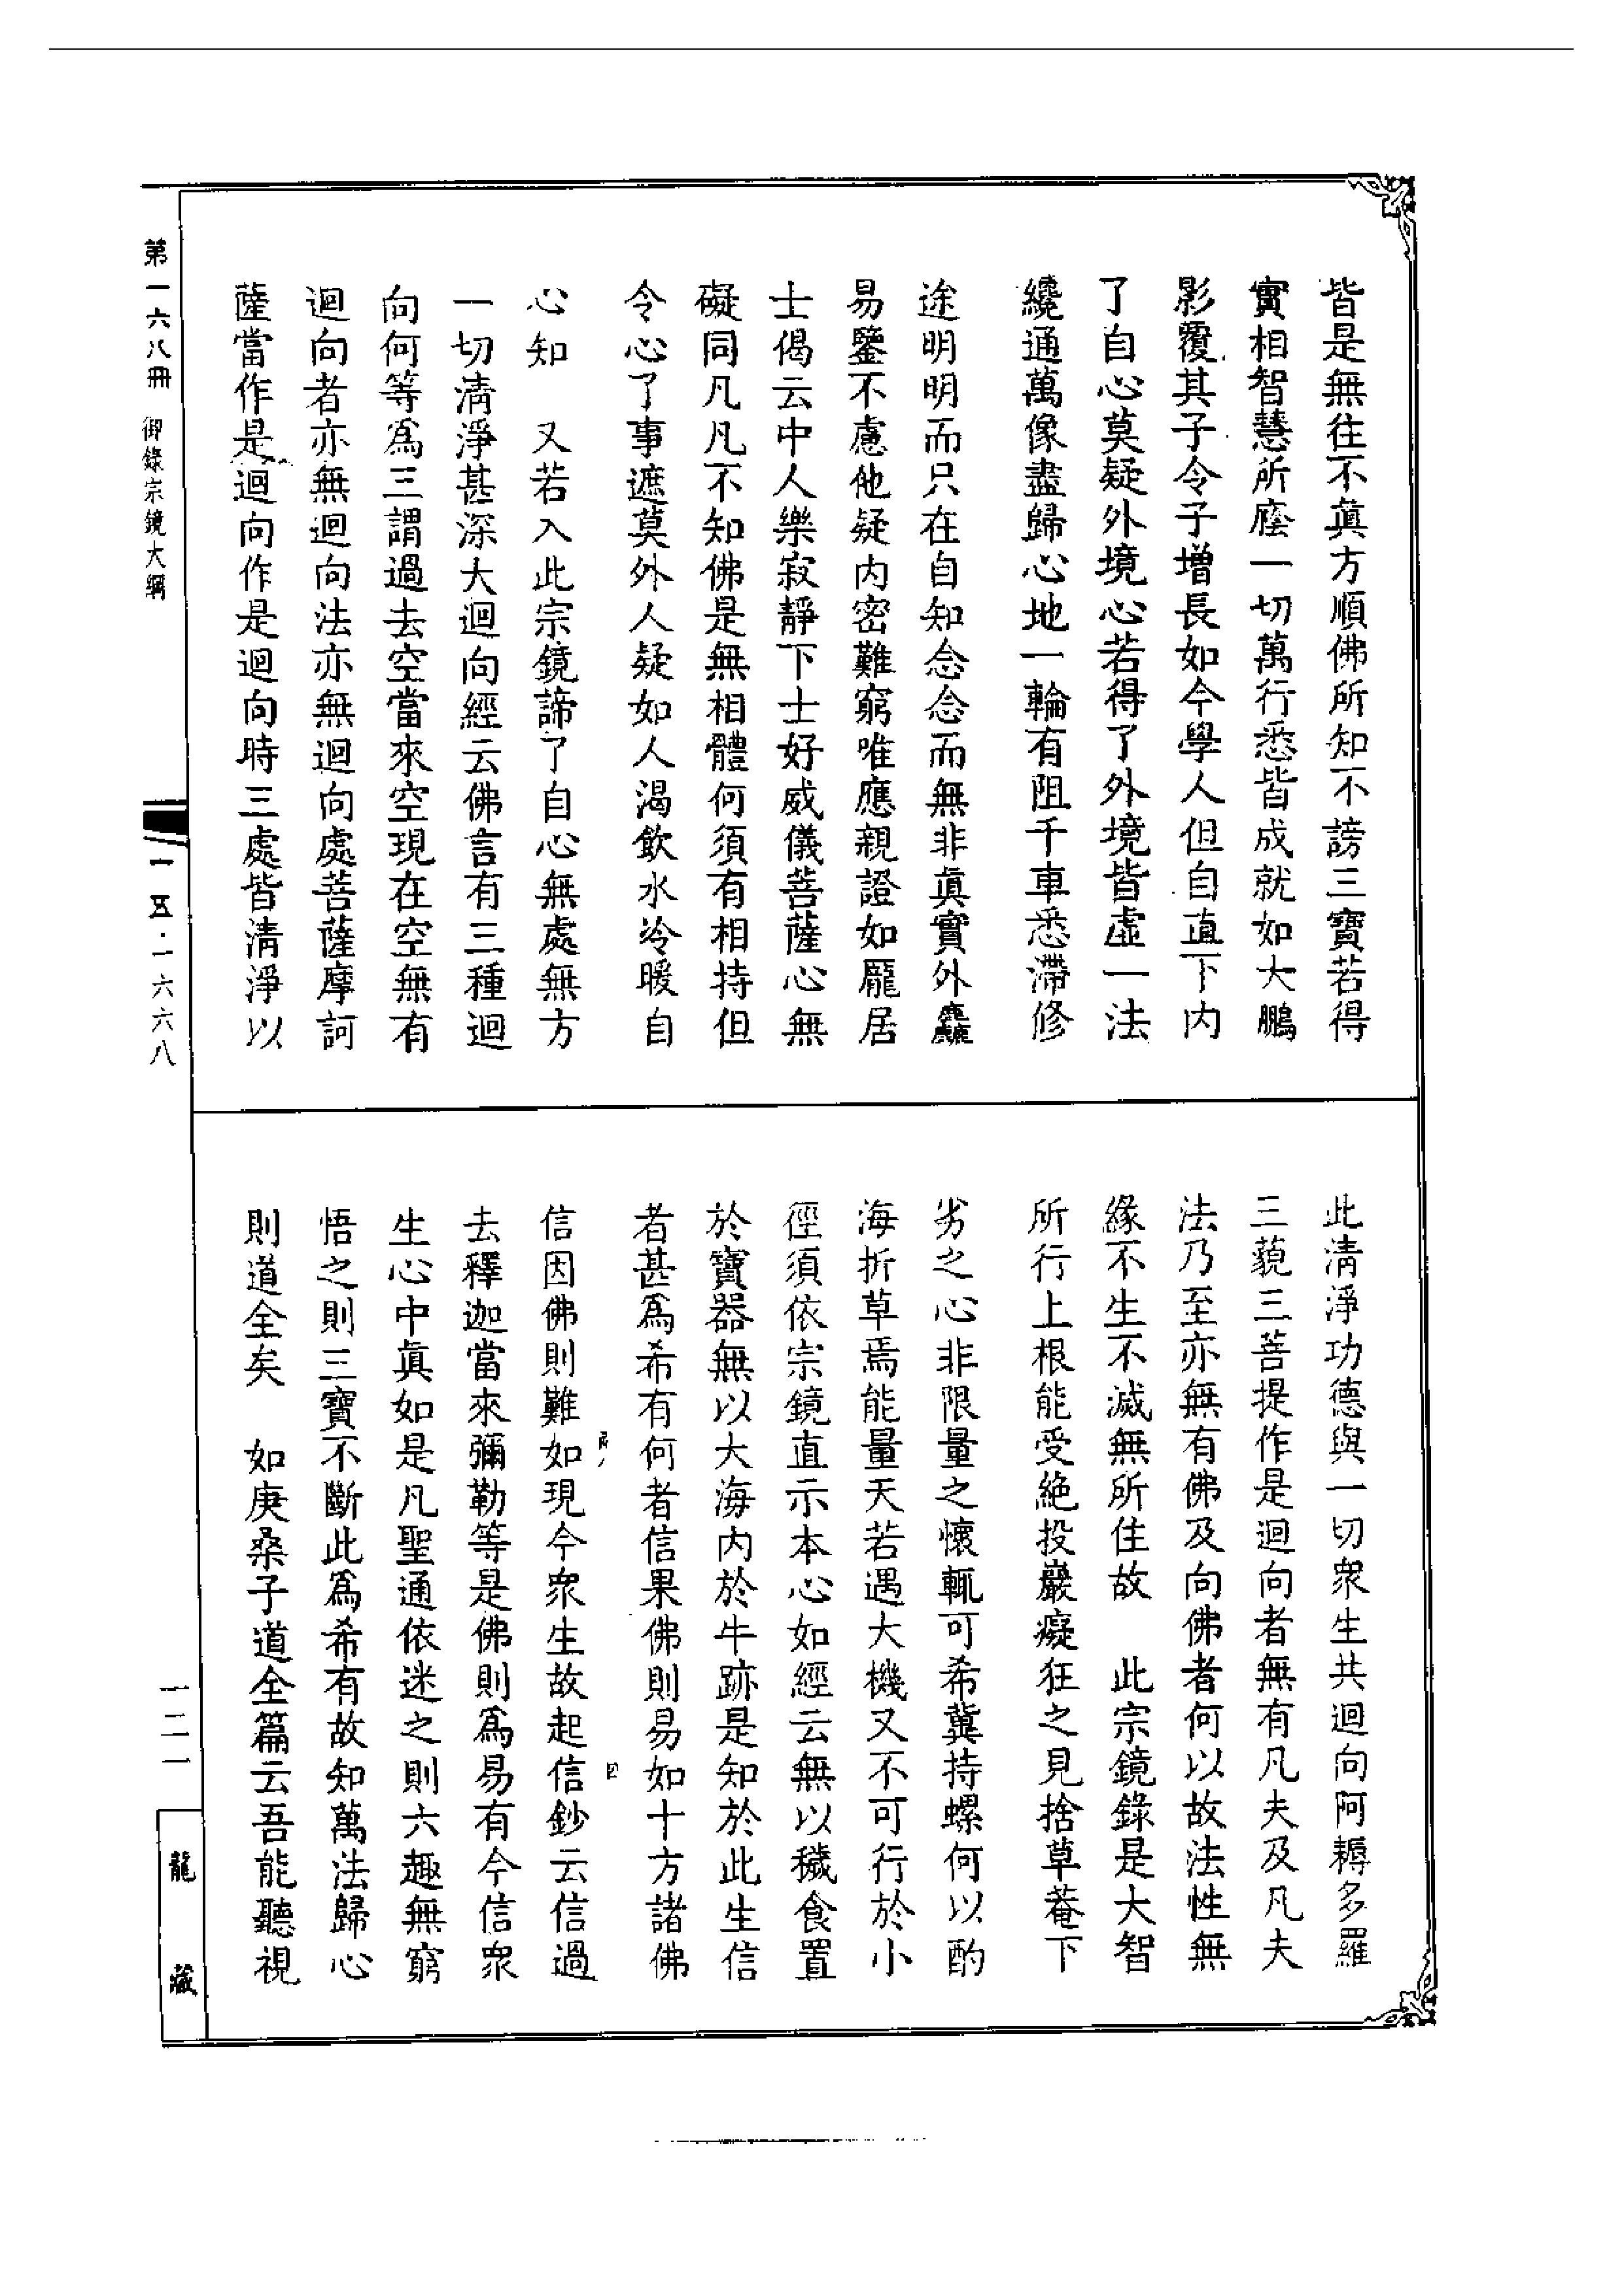 皆是無往不眞方順佛所知不謗三寶若得
實相智慧所廕一切萬行悉皆成就如大鵬
影覆其子令子增長如今學人但自直下內
了自心莫疑外境心若得了外境皆虛一法
纔通萬像盡歸心地一輪有阻千車悉滯修
途明明而只在自知念念而無非眞實外麤
易鑒不慮他疑內密難窮唯應親證如龐居
士偈云中人樂寂靜下士好威儀菩薩心無
礙同凡凡不知佛是無相體何須有相持但
令心了事遮莫外人疑如人渴飲水冷暖自
心知　又若入此宗鏡諦了自心無處無方
一切清淨甚深大迴向經云佛言有三種迴
向何等爲三謂過去空當來空現在空無有
迴向者亦無迴向法亦無迴向處菩薩摩訶
薩當作是迴向作是迴向時三處皆清淨以
此清淨功德與一切衆生共迴向阿耨多羅
三藐三菩提作是迴向者無有凡夫及凡夫
法乃至亦無有佛及向佛者何以故法性無
緣不生不滅無所住故　此宗鏡錄是大智
所行上根能受絶投巖癡狂之見捨草菴下
劣之心非限量之懷輒可希冀持螺何以酌
海折草焉能量天若遇大機又不可行於小
徑須依宗鏡直示本心如經云無以穢食置
於寶器無以大海內於牛跡是知於此生信
者甚爲希有何者信果佛則易如十方諸佛
信因佛則難如現今衆生故起信鈔云信過
去釋迦當來彌勒等是佛則爲易有今信衆
生心中眞如是凡聖通依迷之則六趣無窮
悟之則三寶不斷此爲希有故知萬法歸心
則道全矣　如庚桑子道全篇云吾能聽視
第一六八冊　御錄宗鏡大綱
一五·一六六八
一二一
龍藏